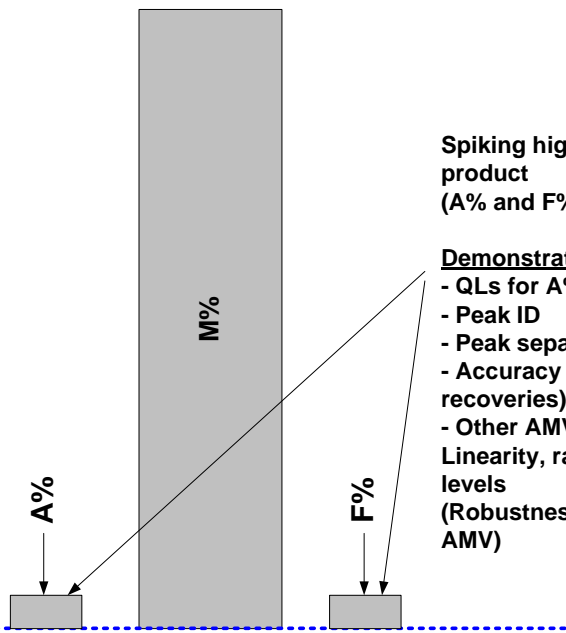 Spiking hig
product
(A% and F%
Demonstrat
- QLs for A%
- Peak ID
- Peak sepa
- Accuracy
recoveries)
- Other AMV
Linearity, ra
levels
(Robustnes
AMV)
M%
A%
F%